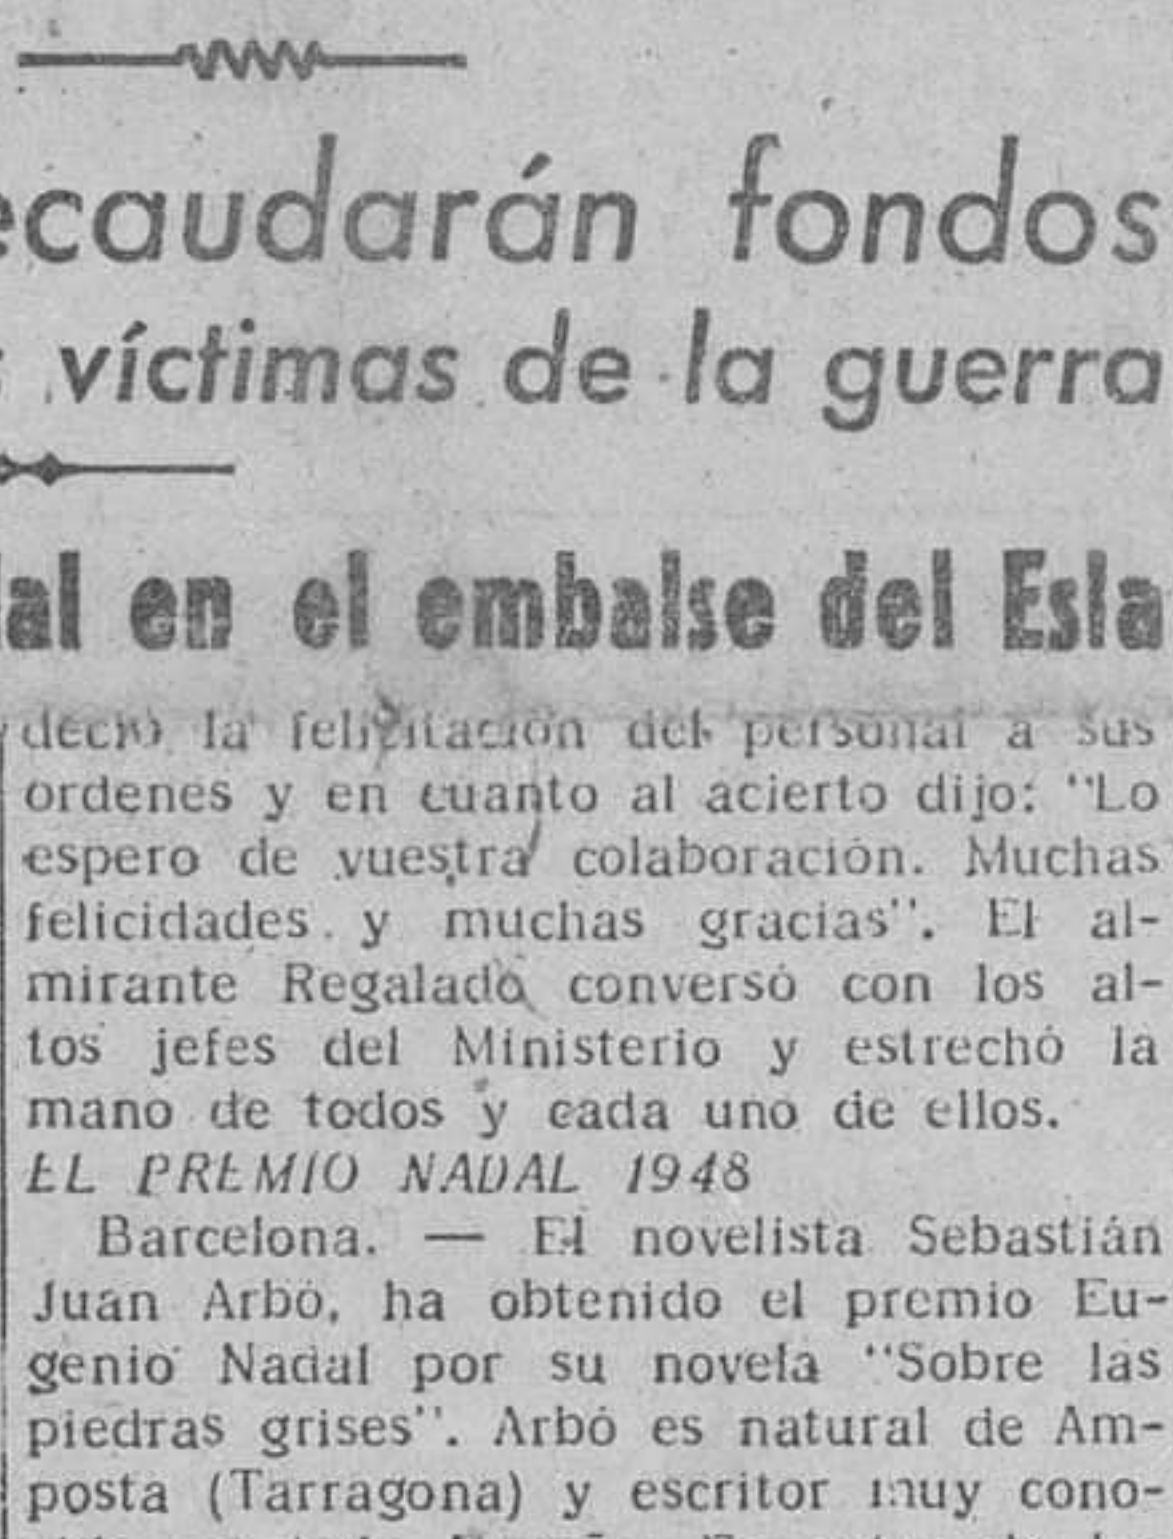 ecaudarán fondos
víctimas de la guerra
al en el embalse del Esla
deció la felicitación del personal a sus
ordenes y en cuanto al acierto dijo: "Lo
espero de vuestra colaboración. Muchas
felicidades y muchas gracias". El al-
mirante Regalado conversó con los al-
tos jefes del Ministerio y estrechó la
mano de todos y cada uno de ellos.
EL PREMIO NADAL 1948
Barcelona. — El novelista Sebastián
Juan Arbó, ha obtenido el premio Eu-
genio Nadal por su novela "Sobre las
piedras grises". Arbó es natural de Am-
posta (Tarragona) y escritor muy cono-